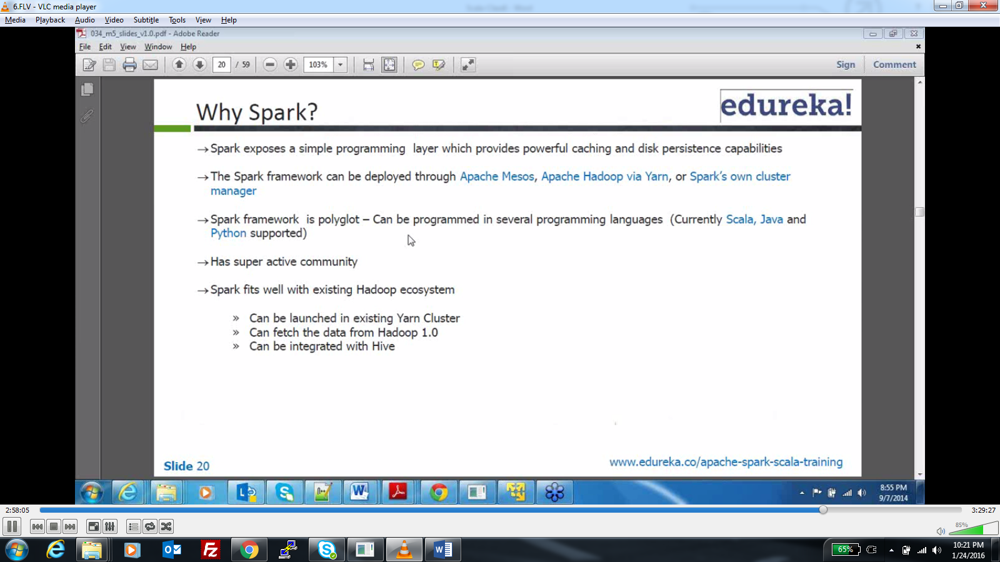 6.FLV - VLC media player
Media Playback Audio Video Subtitle Tools View Help
034_m5_slides_v1.0.pdf - Adobe Reader
File Edit View Window Help
20 / 59 103% Sign Comment
edureka!
Why Spark?
→Spark exposes a simple programming layer which provides powerful caching and disk persistence capabilities
→The Spark framework can be deployed through Apache Mesos, Apache Hadoop via Yarn, or Spark's own cluster
manager
→Spark framework is polyglot – Can be programmed in several programming languages (Currently Scala, Java and
Python supported)
→Has super active community
→Spark fits well with existing Hadoop ecosystem
» Can be launched in existing Yarn Cluster
» Can fetch the data from Hadoop 1.0
» Can be integrated with Hive
Slide 20
www.edureka.co/apache-spark-scala-training
8:55 PM
9/7/2014
2:58:05 3:29:27
85%
65%
10:21 PM
1/24/2016